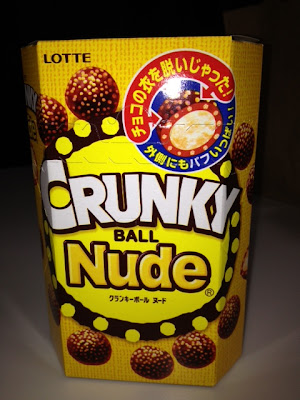 LOTTE
チョコの衣を脱いじゃった!
外側にもパフいっぱい!
CRUNKY
BALL
Nude®
クランキーボール ヌード